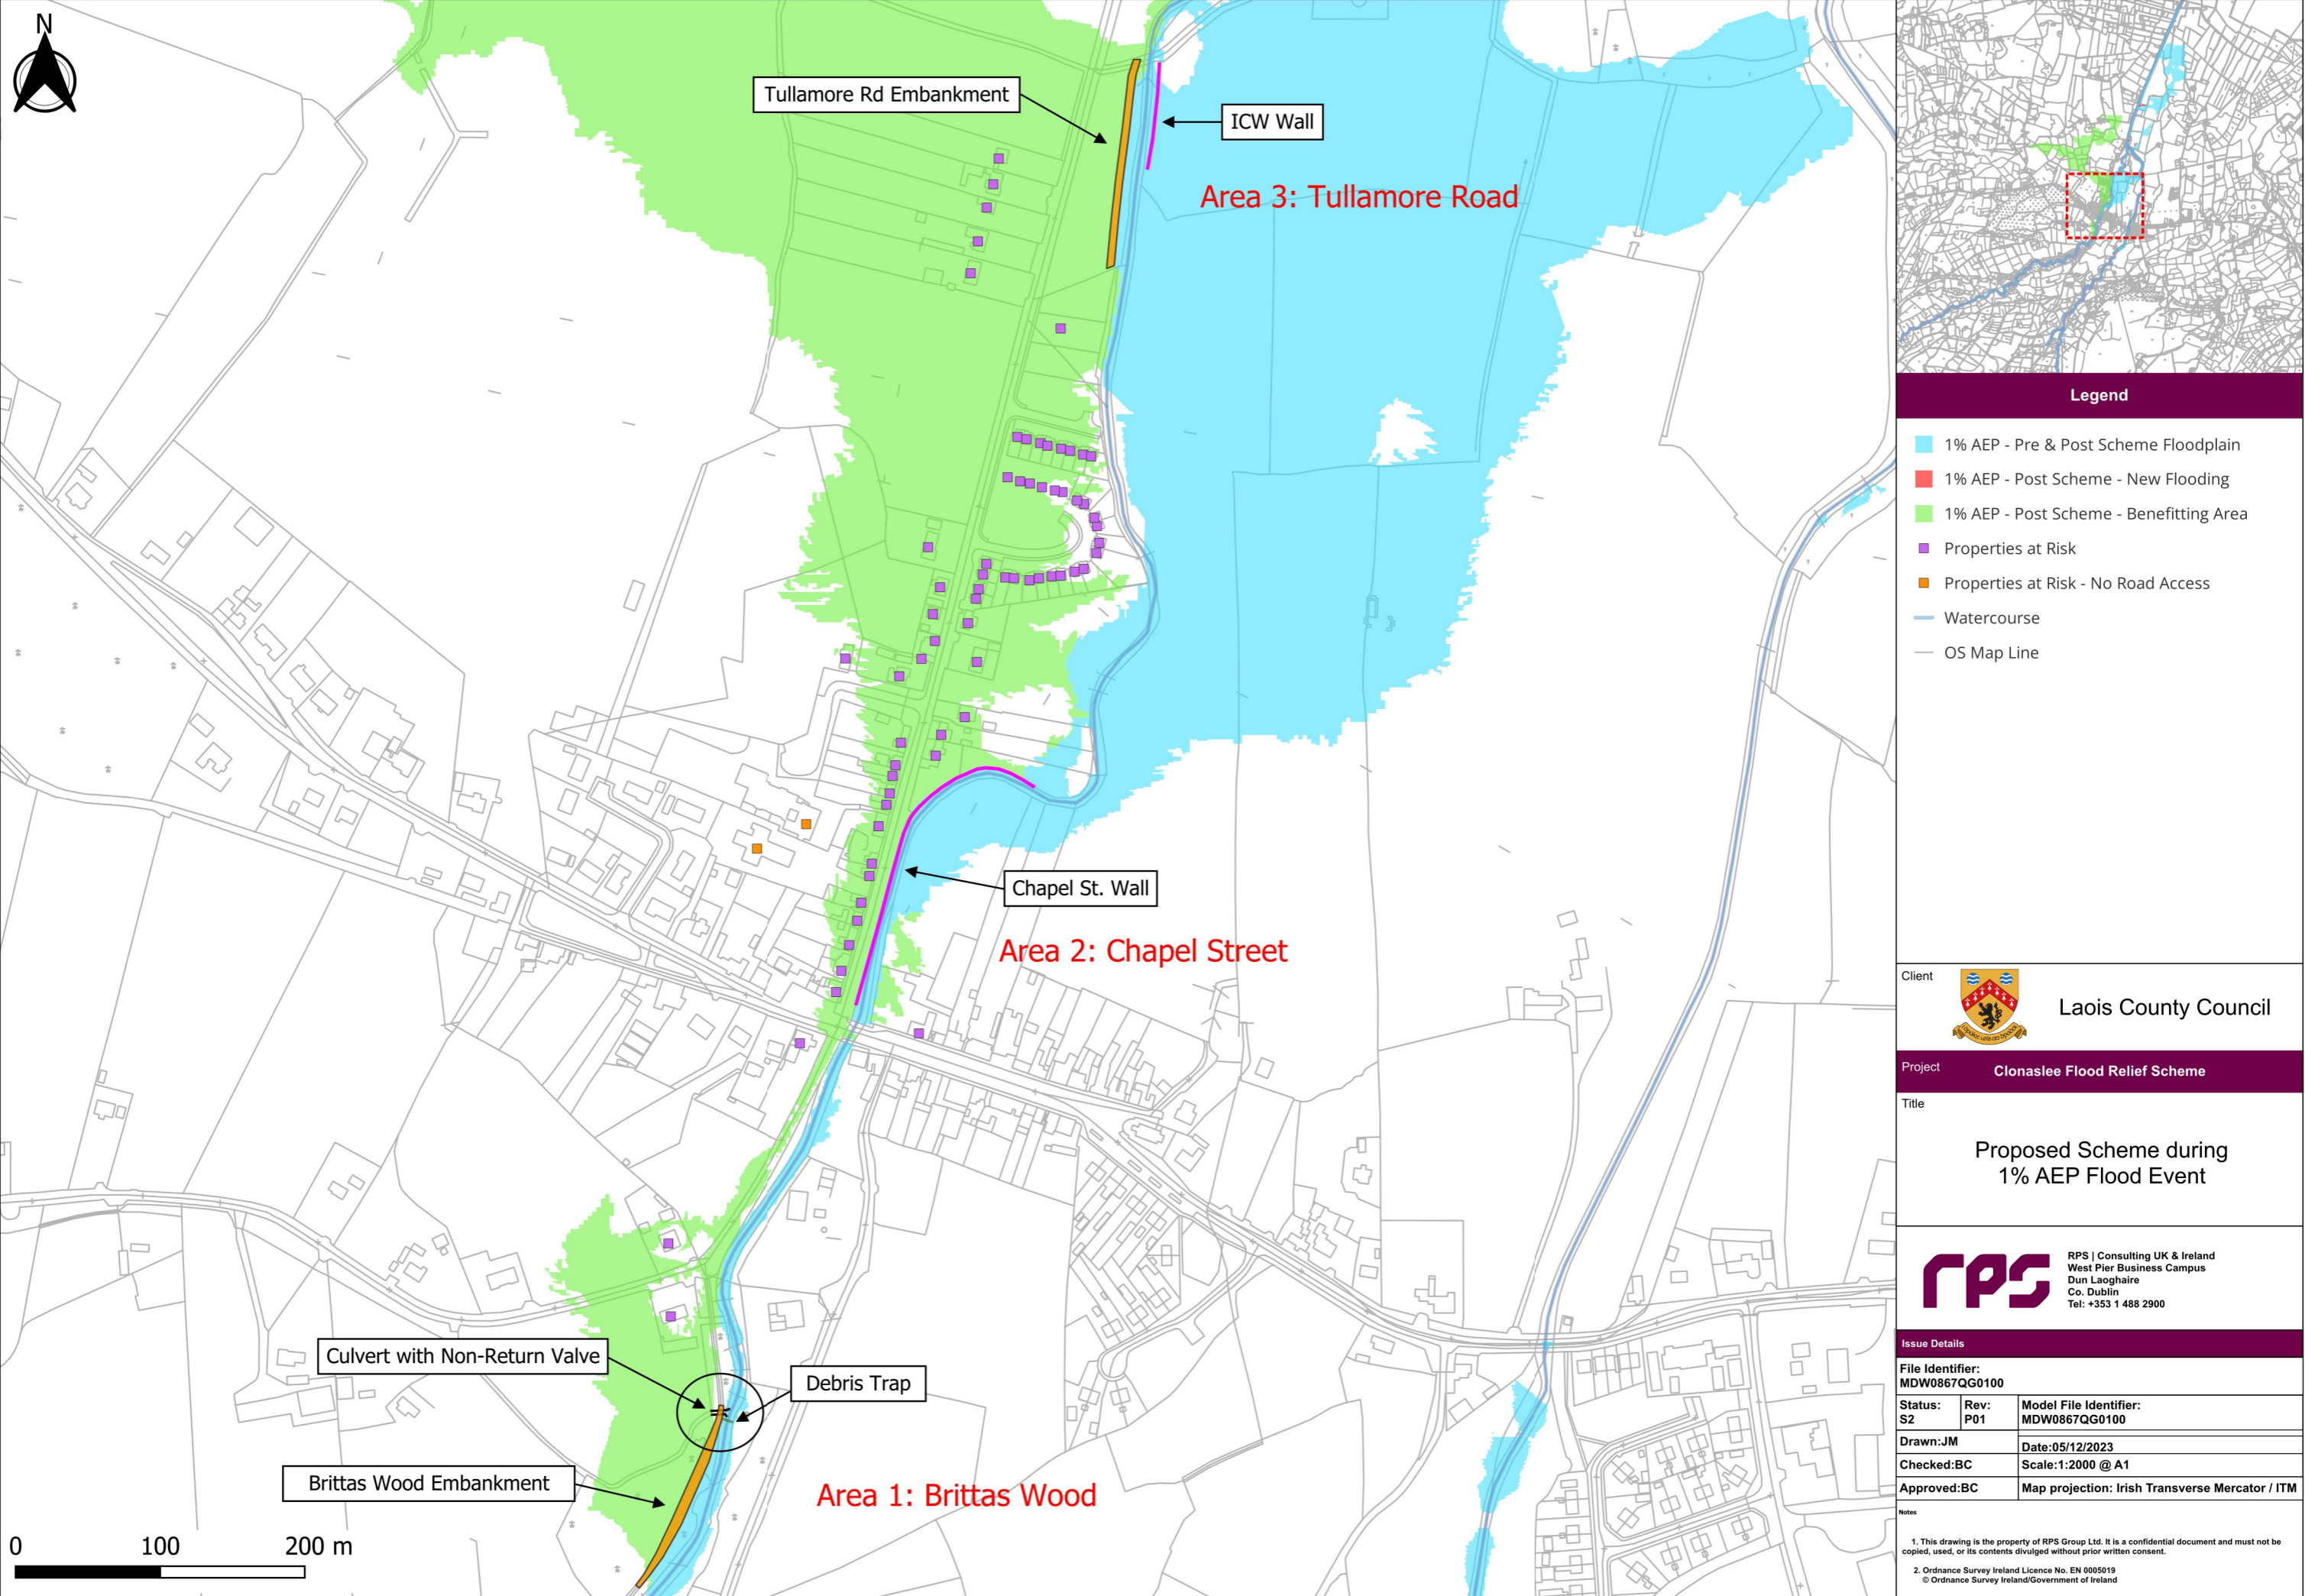 N
Tullamore Rd Embankment
ICW Wall
Area 3: Tullamore Road
Chapel St. Wall
Area 2: Chapel Street
Culvert with Non-Return Valve
Debris Trap
Brittas Wood Embankment
Area 1: Brittas Wood
0 100 200 m
Legend
1% AEP - Pre & Post Scheme Floodplain
1% AEP - Post Scheme - New Flooding
1% AEP - Post Scheme - Benefitting Area
Properties at Risk
Properties at Risk - No Road Access
Watercourse
OS Map Line
Client
Laois County Council
Project
Clonaslee Flood Relief Scheme
Title
Proposed Scheme during
1% AEP Flood Event
rps
RPS | Consulting UK & Ireland
West Pier Business Campus
Dun Laoghaire
Co. Dublin
Tel: +353 1 488 2900
Issue Details
File Identifier:
MDW0867QG0100
Status:
S2
Rev:
P01
Model File Identifier:
MDW0867QG0100
Drawn:JM
Date:05/12/2023
Checked:BC
Scale:1:2000 @ A1
Approved:BC
Map projection: Irish Transverse Mercator / ITM
Notes
1. This drawing is the property of RPS Group Ltd. It is a confidential document and must not be
copied, used, or its contents divulged without prior written consent.
2. Ordnance Survey Ireland Licence No. EN 0005019
© Ordnance Survey Ireland/Government of Ireland